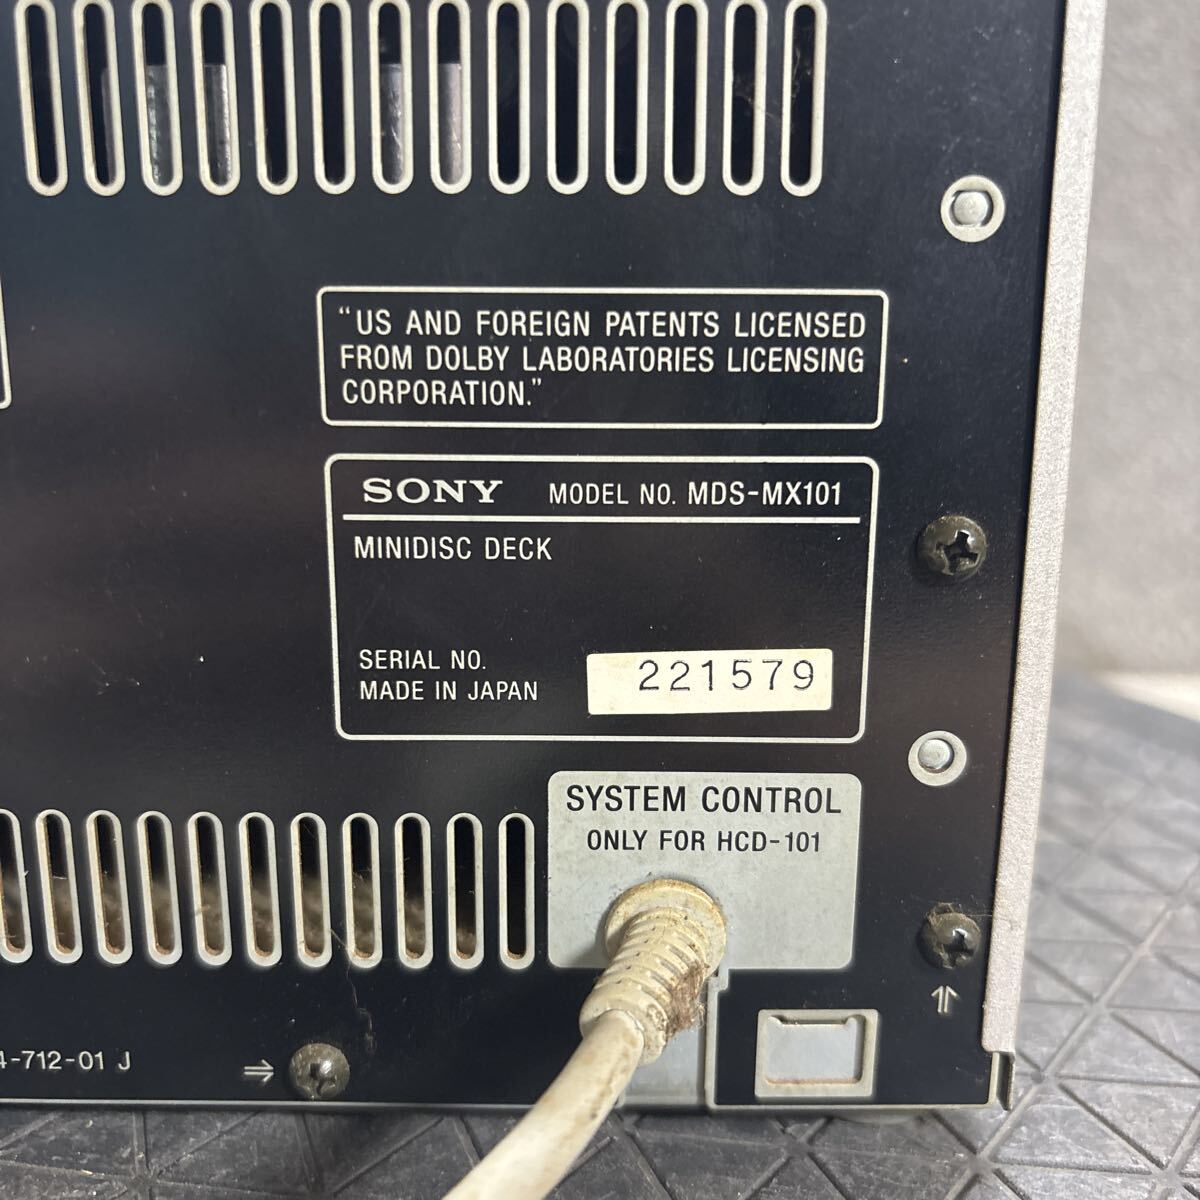 “US AND FOREIGN PATENTS LICENSED
FROM DOLBY LABORATORIES LICENSING
CORPORATION.”
SONY MODEL NO. MDS-MX101
MINIDISC DECK
SERIAL NO.
MADE IN JAPAN
221579
SYSTEM CONTROL
ONLY FOR HCD-101
4-712-01 J
⇒
⇑